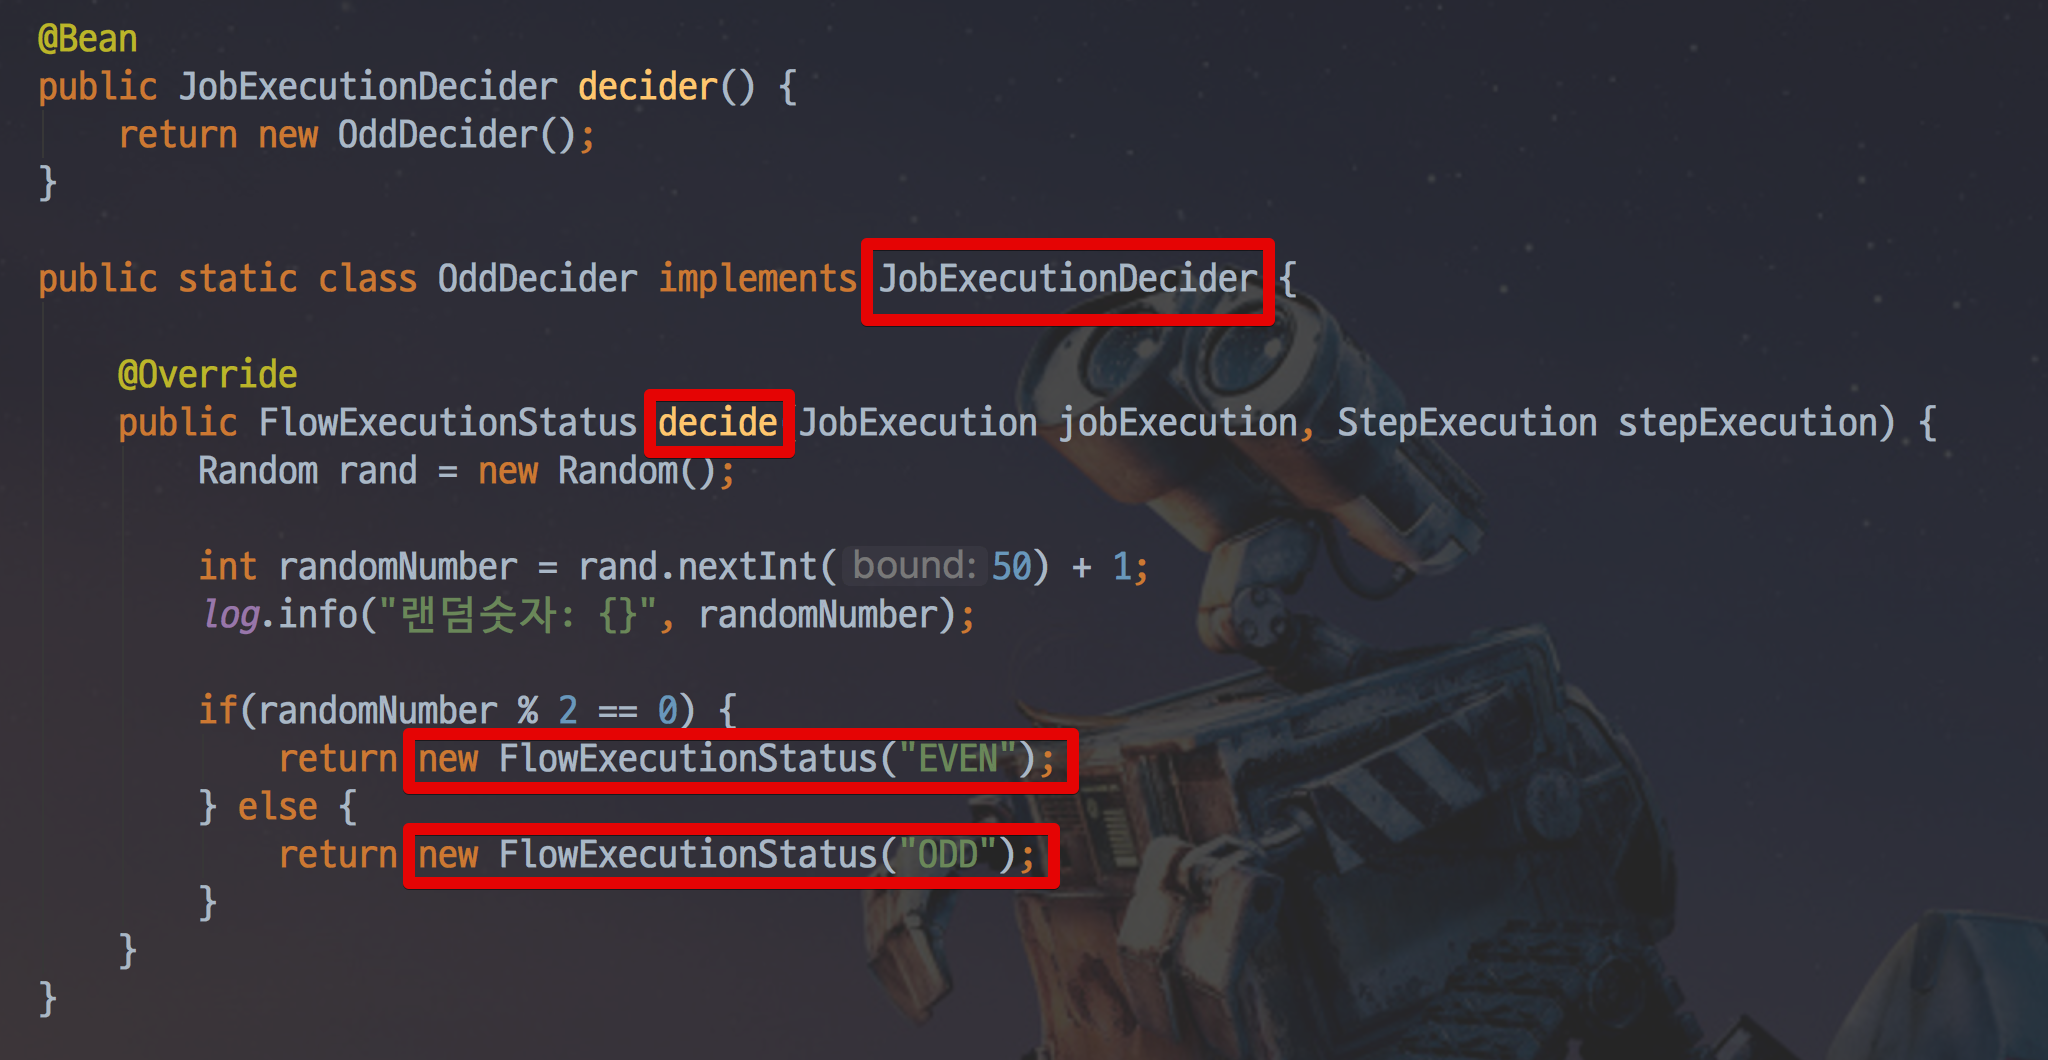 @Bean
public JobExecutionDecider decider() {
return new OddDecider();
}
public static class OddDecider implements JobExecutionDecider {
@Override
public FlowExecutionStatus decide(JobExecution jobExecution, StepExecution stepExecution) {
Random rand = new Random();
int randomNumber = rand.nextInt( bound: 50) + 1;
log.info("랜덤숫자: {}", randomNumber);
if(randomNumber % 2 == 0) {
return new FlowExecutionStatus("EVEN");
} else {
return new FlowExecutionStatus("ODD");
}
}
}